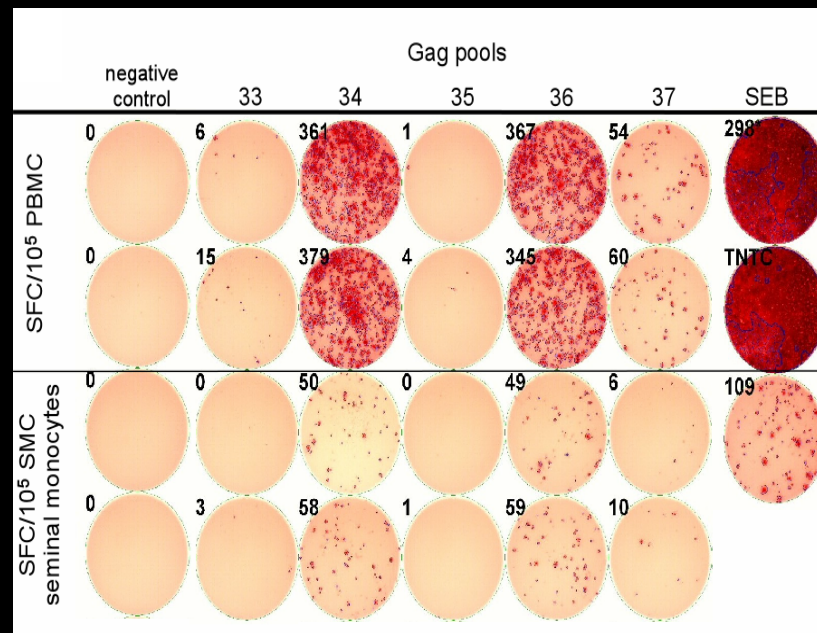 Gag pools
negative
control 33 34 35 36 37 SEB
SFC/10⁵ PBMC
0 6 361 1 367 54 298*
0 15 379 4 345 60 TNTC
SFC/10⁵ SMC
seminal monocytes
0 0 50 0 49 6 109
0 3 58 1 59 10